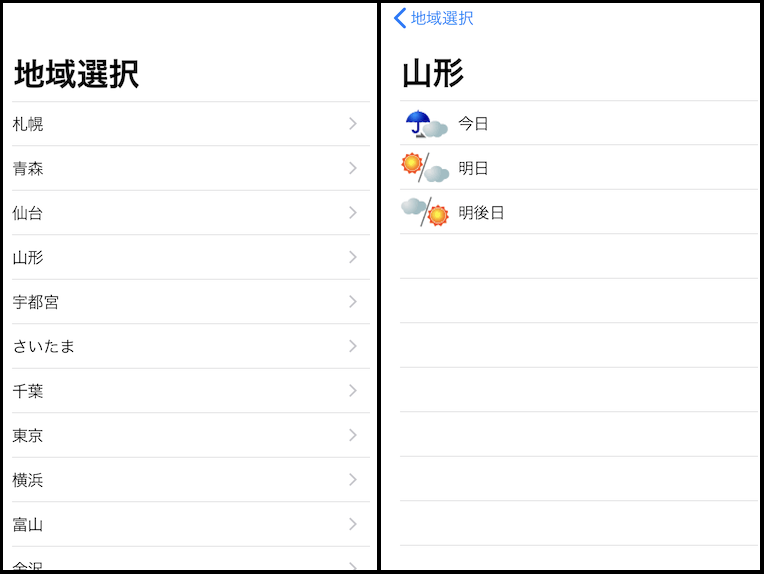 地域選択
札幌
青森
仙台
山形
宇都宮
さいたま
千葉
東京
横浜
富山
金沢
地域選択
山形
今日
明日
明後日